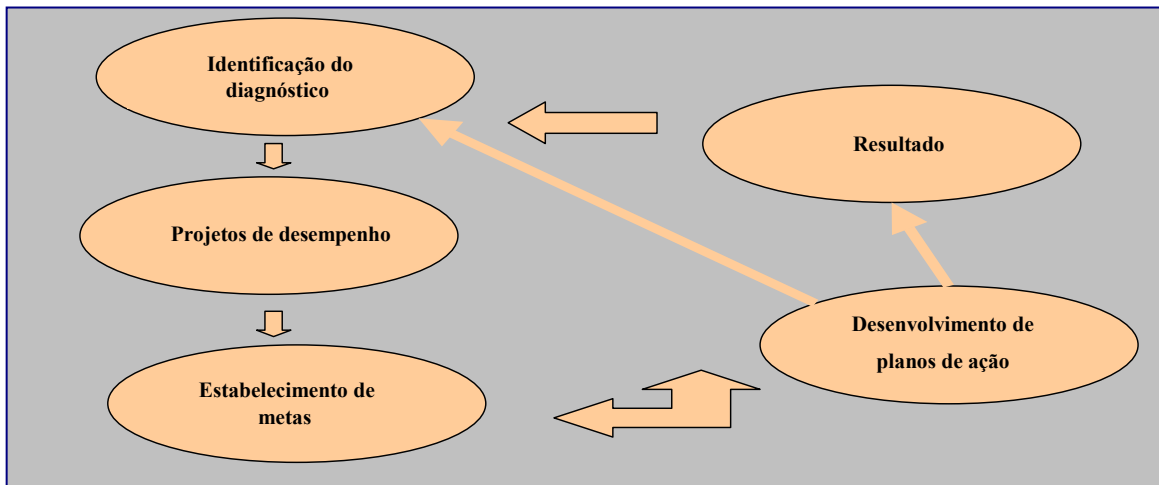 Identificação do
diagnóstico
Resultado
Projetos de desempenho
Desenvolvimento de
planos de ação
Estabelecimento de
metas